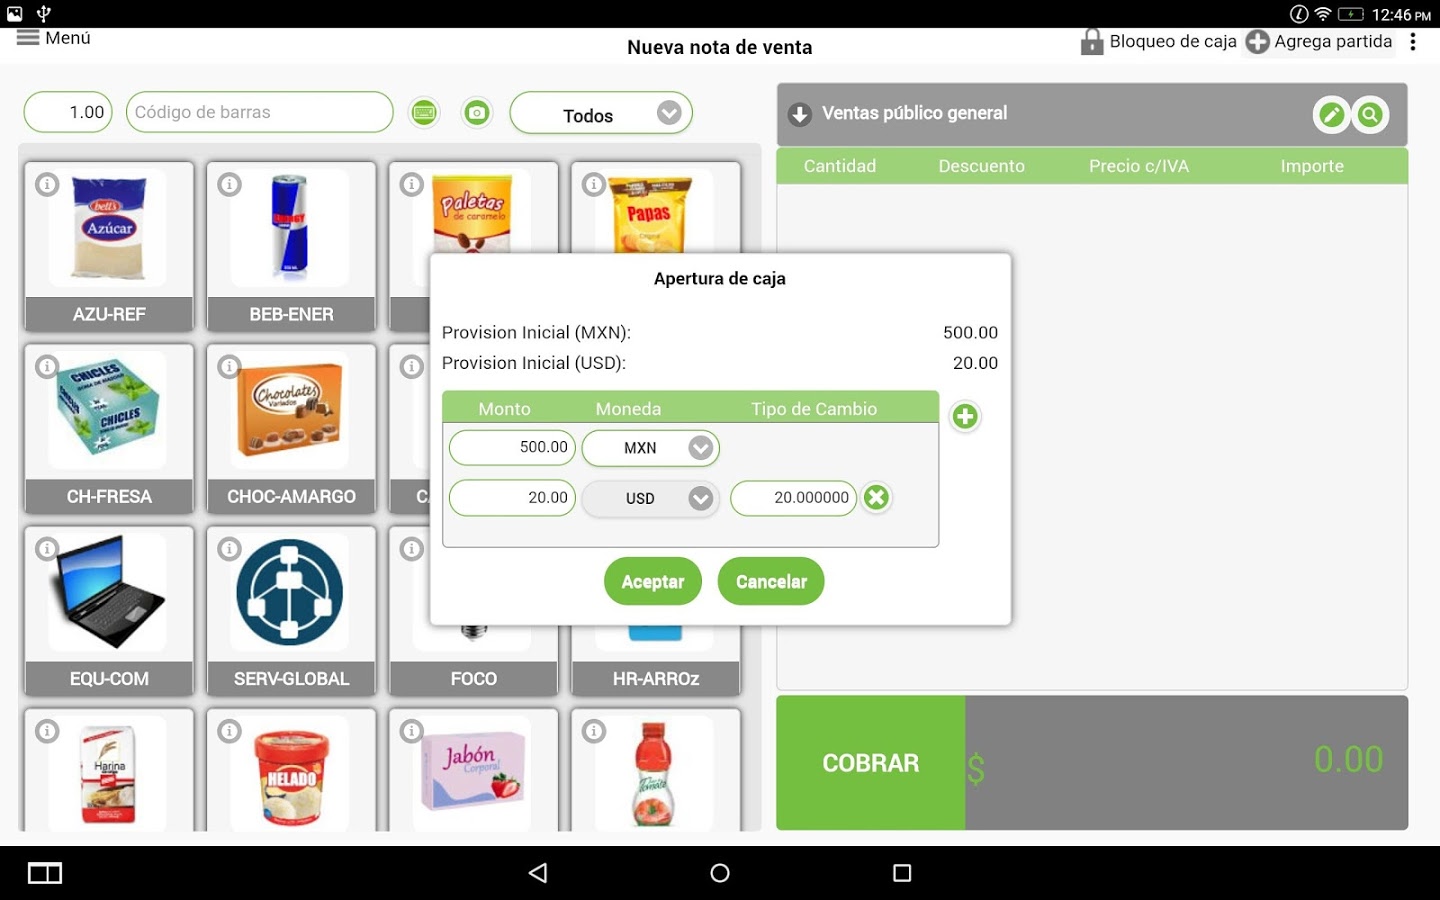 12:46 PM
Menú
Nueva nota de venta
Bloqueo de caja
Agrega partida
1.00
Código de barras
Todos
Ventas público general
Cantidad Descuento Precio c/IVA Importe
bell's
Azúcar
ENERGY
Paletas
de caramelo
Papas
AZU-REF
BEB-ENER
Apertura de caja
Provision Inicial (MXN): 500.00
Provision Inicial (USD): 20.00
Monto Moneda Tipo de Cambio
500.00 MXN
20.00 USD 20.000000
Aceptar
Cancelar
CHICLES
CHICLES
Chocolates
Variados
CH-FRESA
CHOC-AMARGO
EQU-COM
SERV-GLOBAL
FOCO
HR-ARROz
Harina
HELADO
Jabón
Corporal
Tomate
COBRAR
$ 0.00